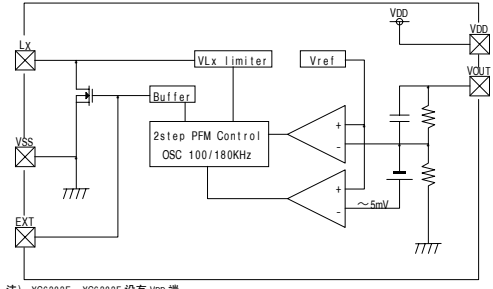 VDD
VDD
LX
VLx limiter
Vref
VOUT
Buffer
2step PFM Control
OSC 100/180KHz
+
-
VSS
+
-
～5mV
EXT